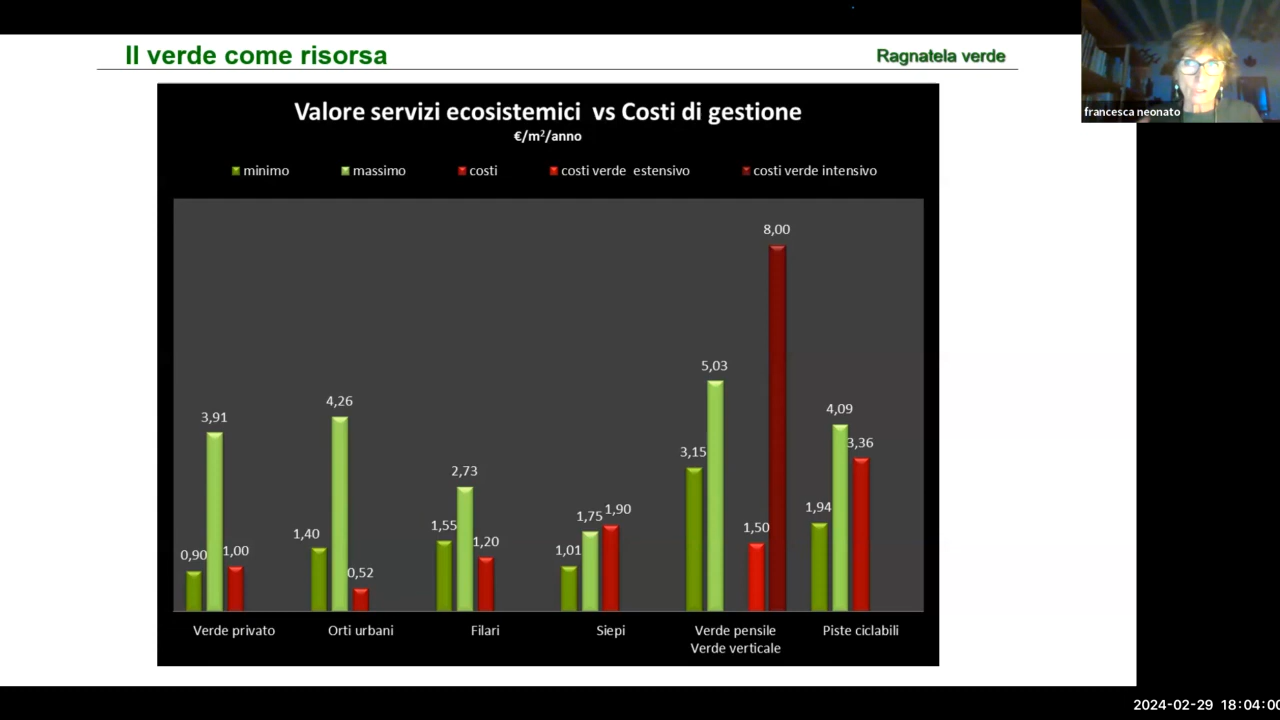 Il verde come risorsa
Ragnatela verde
francesca neonato
Valore servizi ecosistemici vs Costi di gestione
€/m²/anno
minimo massimo costi costi verde estensivo costi verde intensivo
3,91
4,26
2,73
5,03
8,00
4,09
0,90
1,00
1,40
0,52
1,55
1,20
1,01
1,75
1,90
3,15
1,50
1,94
3,36
Verde privato
Orti urbani
Filari
Siepi
Verde pensile
Verde verticale
Piste ciclabili
2024-02-29 18:04:00